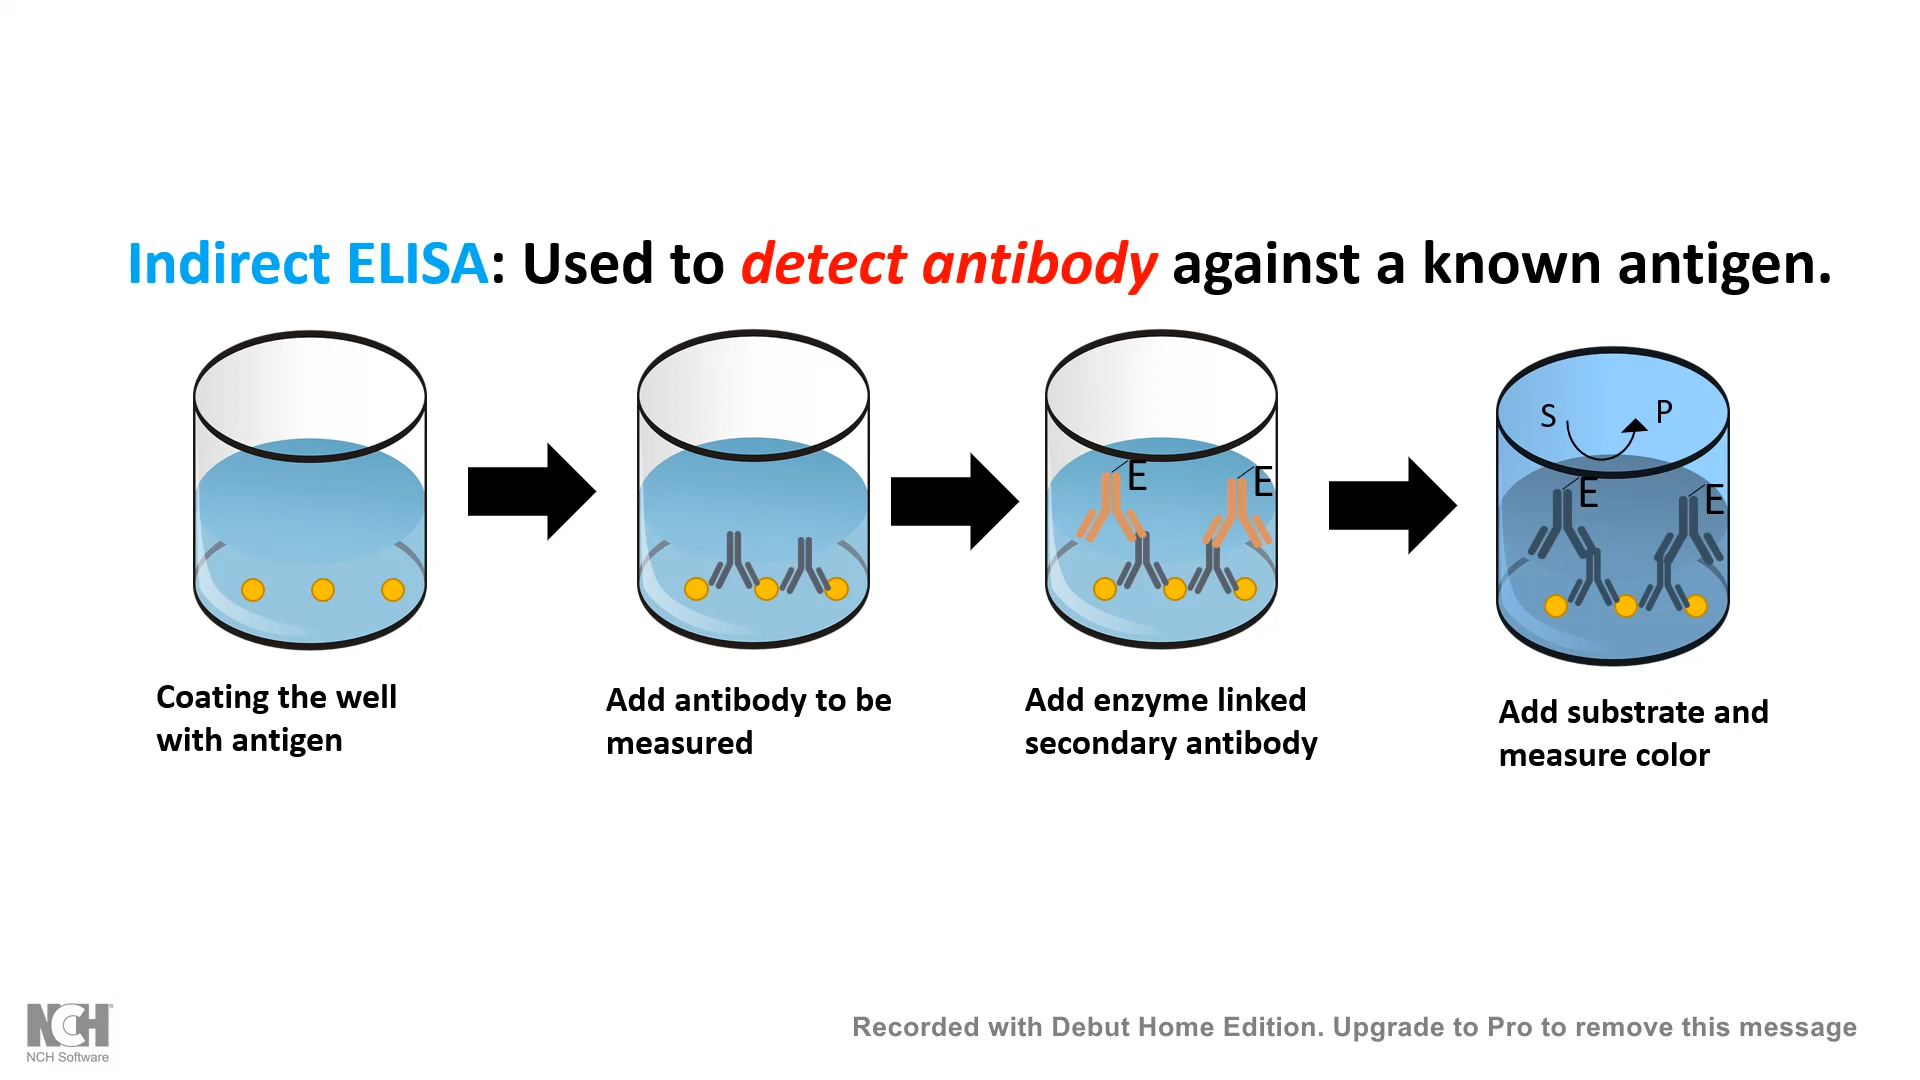 Indirect ELISA: Used to detect antibody against a known antigen.
S P
E E
E E
Coating the well
with antigen
Add antibody to be
measured
Add enzyme linked
secondary antibody
Add substrate and
measure color
NCH
NCH Software
Recorded with Debut Home Edition. Upgrade to Pro to remove this message